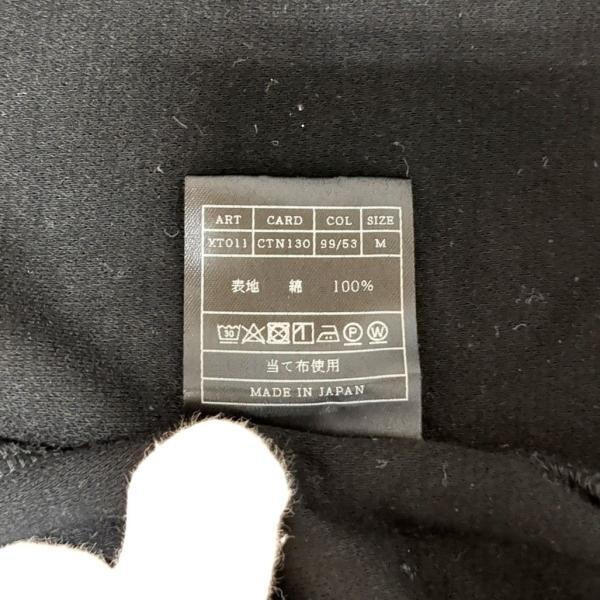 ART CARD COL SIZE
XT011 CTN130 99/53 M
表地 綿 100%
30 P W
当て布使用
MADE IN JAPAN